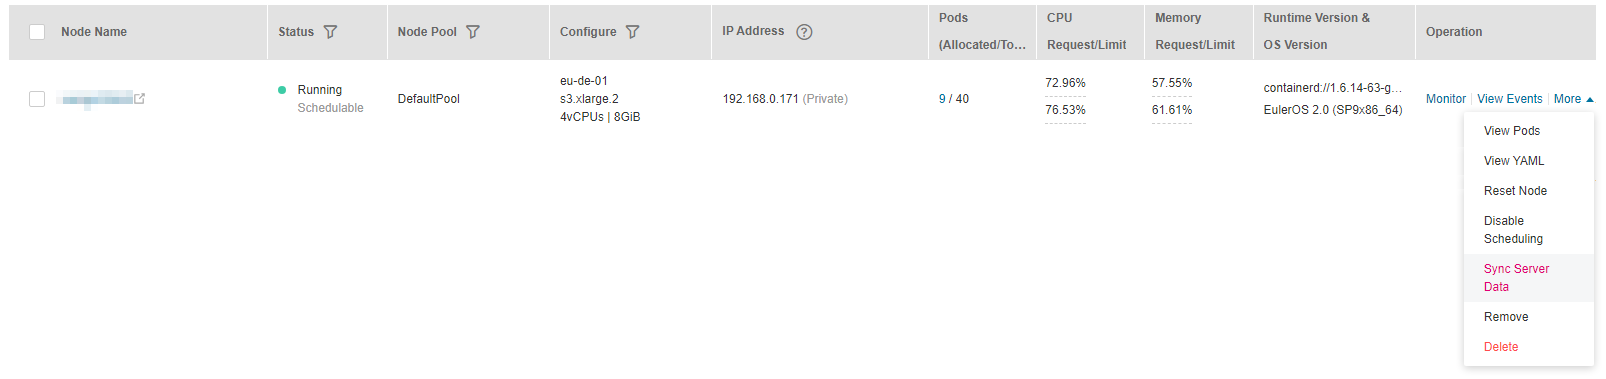 Node Name
Status
Node Pool
Configure
IP Address
Pods
(Allocated/To...
CPU
Request/Limit
Memory
Request/Limit
Runtime Version &
OS Version
Operation
Running
Schedulable
DefaultPool
eu-de-01
s3.xlarge.2
4vCPUs | 8GiB
192.168.0.171 (Private)
9 / 40
72.96%
76.53%
57.55%
61.61%
containerd://1.6.14-63-g...
EulerOS 2.0 (SP9x86_64)
Monitor | View Events | More
View Pods
View YAML
Reset Node
Disable
Scheduling
Sync Server
Data
Remove
Delete